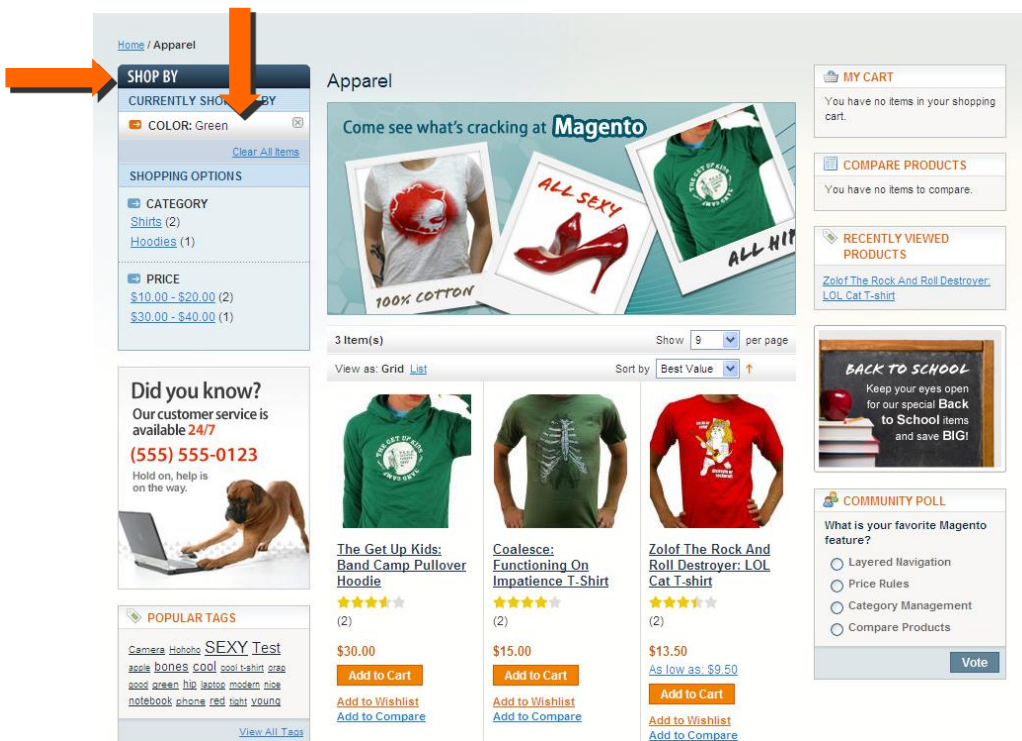 Home / Apparel
SHOP BY
CURRENTLY SHO BY
COLOR: Green
Clear All Items
SHOPPING OPTIONS
CATEGORY
Shirts (2)
Hoodies (1)
PRICE
$10.00 - $20.00 (2)
$30.00 - $40.00 (1)
Did you know?
Our customer service is
available 24/7
(555) 555-0123
Hold on, help is
on the way.
POPULAR TAGS
Camera Hohoho SEXY Test
apple bones cool cool t-shirt crap
good green hip laptop modern nice
notebook phone red tight young
View All Tags
Apparel
Come see what's cracking at Magento
100% COTTON
ALL SEXY
THE GET UP KIDS
BAND CAMP
ALL HIP
3 Item(s)
Show 9 per page
View as: Grid List
Sort by Best Value
THE GET UP KIDS
BAND CAMP
The Get Up Kids:
Band Camp Pullover
Hoodie
(2)
$30.00
Add to Cart
Add to Wishlist
Add to Compare
Coalesce:
Functioning On
Impatience T-Shirt
(2)
$15.00
Add to Cart
Add to Wishlist
Add to Compare
Zolof The Rock And
Roll Destroyer: LOL
Cat T-shirt
(2)
$13.50
As low as: $9.50
Add to Cart
Add to Wishlist
Add to Compare
MY CART
You have no items in your shopping
cart.
COMPARE PRODUCTS
You have no items to compare.
RECENTLY VIEWED
PRODUCTS
Zolof The Rock And Roll Destroyer:
LOL Cat T-shirt
BACK TO SCHOOL
Keep your eyes open
for our special Back
to School items
and save BIG!
COMMUNITY POLL
What is your favorite Magento
feature?
Layered Navigation
Price Rules
Category Management
Compare Products
Vote